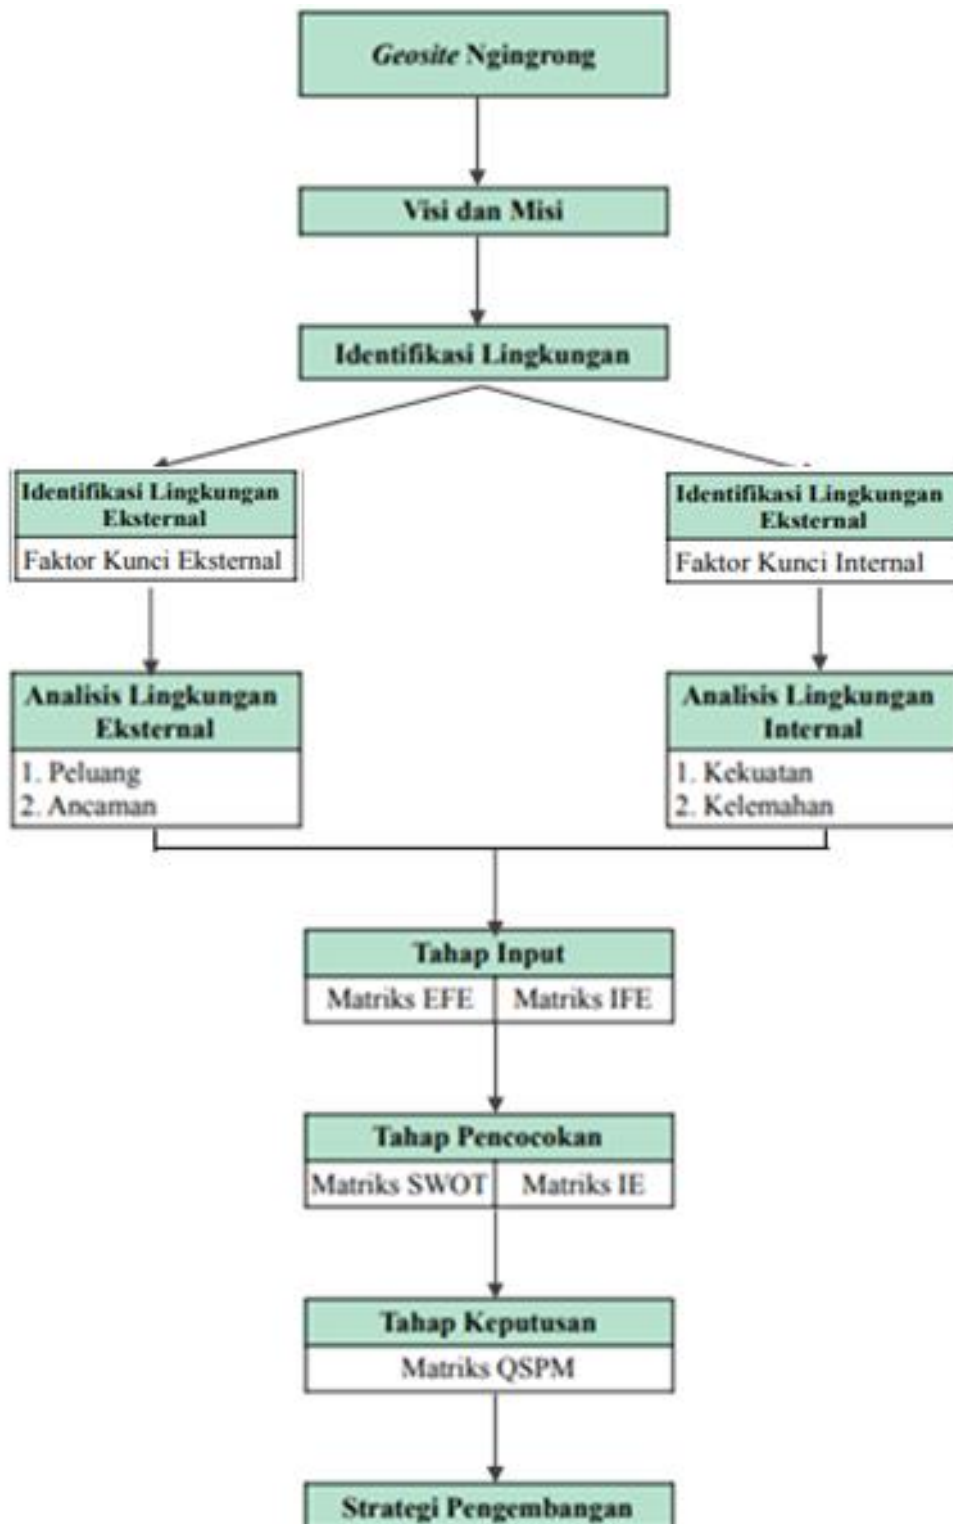 Geosite Ngingrong
Visi dan Misi
Identifikasi Lingkungan
Identifikasi Lingkungan
Eksternal
Faktor Kunci Eksternal
Identifikasi Lingkungan
Eksternal
Faktor Kunci Internal
Analisis Lingkungan
Eksternal
1. Peluang
2. Ancaman
Analisis Lingkungan
Internal
1. Kekuatan
2. Kelemahan
Tahap Input
Matriks EFE
Matriks IFE
Tahap Pencocokan
Matriks SWOT
Matriks IE
Tahap Keputusan
Matriks QSPM
Strategi Pengembangan